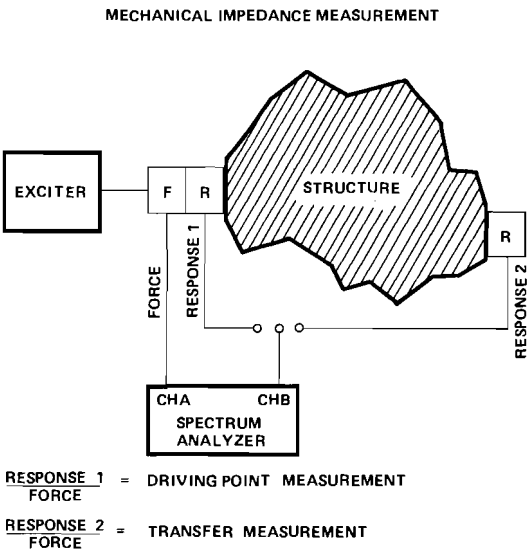 MECHANICAL IMPEDANCE MEASUREMENT
EXCITER
F
R
STRUCTURE
R
FORCE
RESPONSE 1
RESPONSE 2
CHA
CHB
SPECTRUM
ANALYZER
RESPONSE 1
FORCE
= DRIVING POINT MEASUREMENT
RESPONSE 2
FORCE
= TRANSFER MEASUREMENT